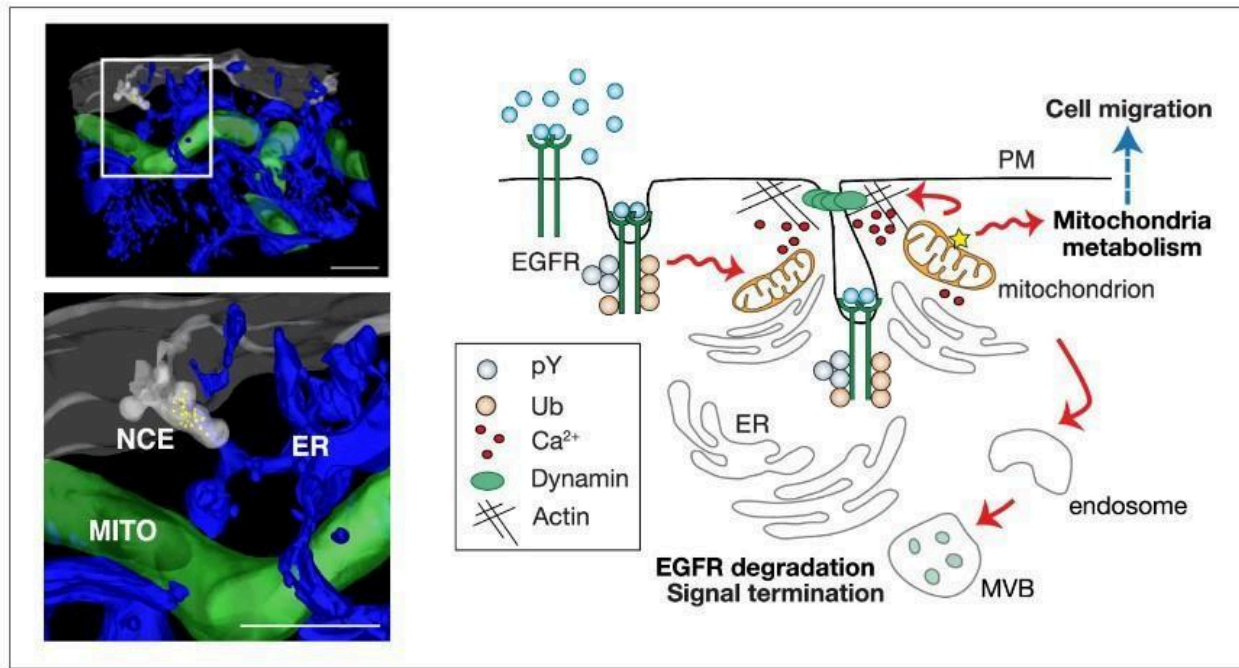 NCE
ER
MITO
Cell migration
PM
Mitochondria
metabolism
EGFR
mitochondrion
pY
Ub
Ca²⁺
Dynamin
Actin
ER
endosome
EGFR degradation
Signal termination
MVB